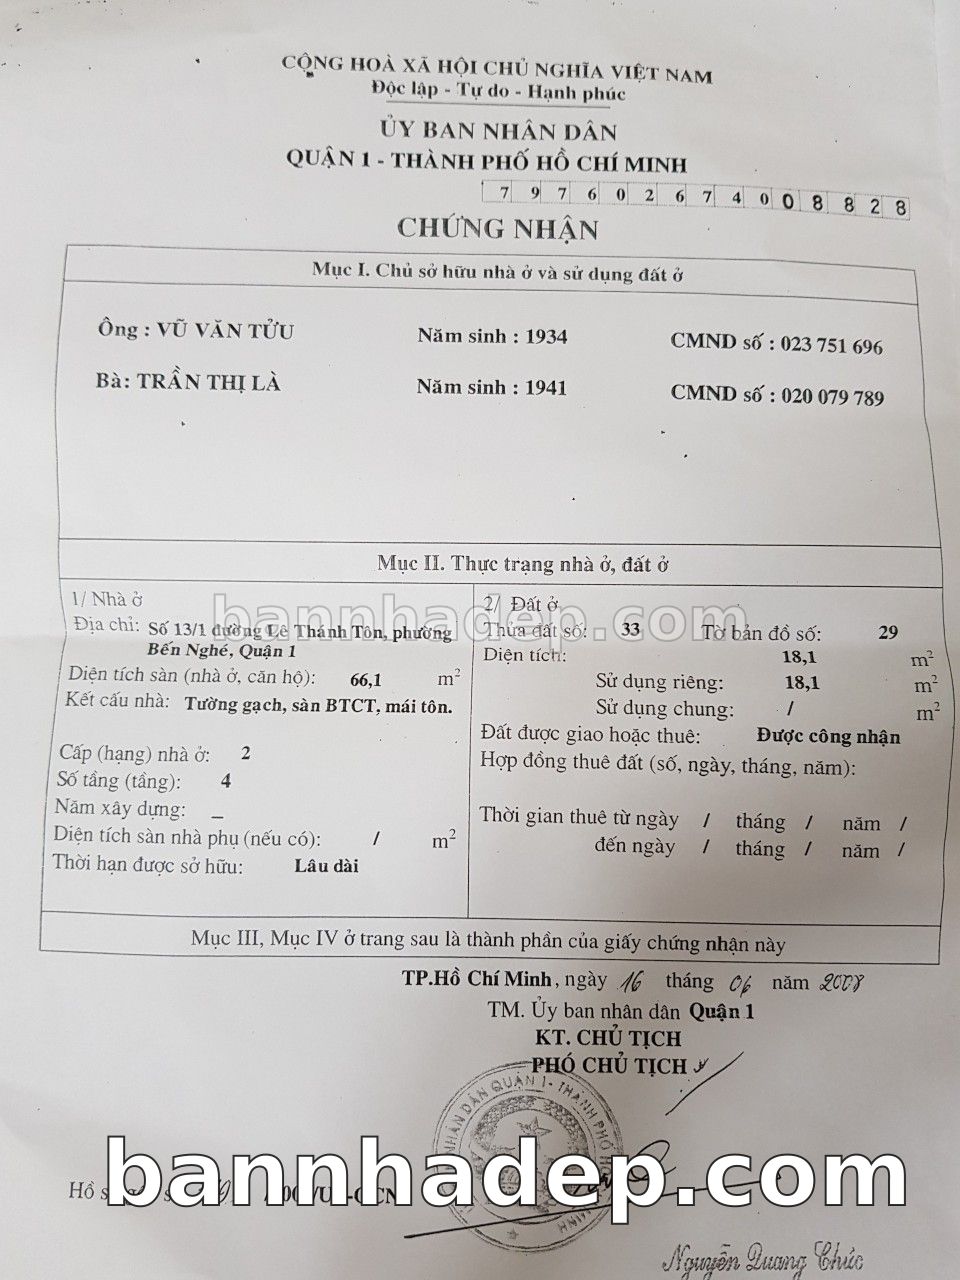 CỘNG HOÀ XÃ HỘI CHỦ NGHĨA VIỆT NAM
Độc lập - Tự do - Hạnh phúc
ỦY BAN NHÂN DÂN
QUẬN 1 - THÀNH PHỐ HỒ CHÍ MINH
7 9 7 6 0 2 6 7 4 0 0 8 8 2 8
CHỨNG NHẬN
Mục I. Chủ sở hữu nhà ở và sử dụng đất ở
Ông : VŨ VĂN TỬU Năm sinh : 1934 CMND số : 023 751 696
Bà: TRẦN THỊ LÀ Năm sinh : 1941 CMND số : 020 079 789
Mục II. Thực trạng nhà ở, đất ở
bannhadep.com
1/ Nhà ở
Địa chỉ: Số 13/1 đường Lê Thánh Tôn, phường
Bến Nghé, Quận 1
Diện tích sàn (nhà ở, căn hộ): 66,1 m²
Kết cấu nhà: Tường gạch, sàn BTCT, mái tôn.
Cấp (hạng) nhà ở: 2
Số tầng (tầng): 4
Năm xây dựng: _
Diện tích sàn nhà phụ (nếu có): / m²
Thời hạn được sở hữu: Lâu dài
2/ Đất ở
Thửa đất số: 33 Tờ bản đồ số: 29
Diện tích: 18,1 m²
Sử dụng riêng: 18,1 m²
Sử dụng chung: / m²
Đất được giao hoặc thuê: Được công nhận
Hợp đồng thuê đất (số, ngày, tháng, năm):
Thời gian thuê từ ngày / tháng / năm /
đến ngày / tháng / năm /
Mục III, Mục IV ở trang sau là thành phần của giấy chứng nhận này
TP.Hồ Chí Minh, ngày 16 tháng 06 năm 2008
TM. Ủy ban nhân dân Quận 1
KT. CHỦ TỊCH
PHÓ CHỦ TỊCH
NHÂN DÂN QUẬN 1 - THÀNH PHỐ
bannhadep.com
Hồ
Nguyễn Quang Chức